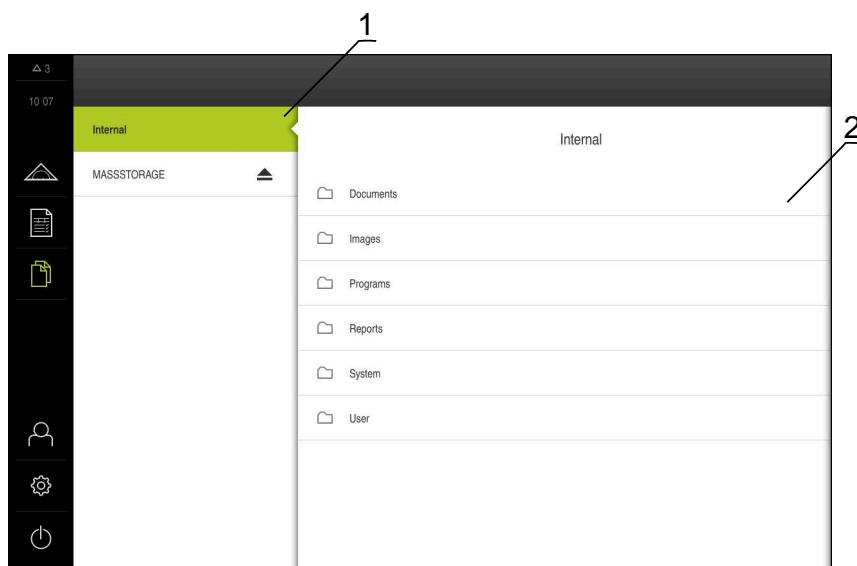 1
△ 3
10 07
Internal
Internal
2
MASSSTORAGE
Documents
Images
Programs
Reports
System
User